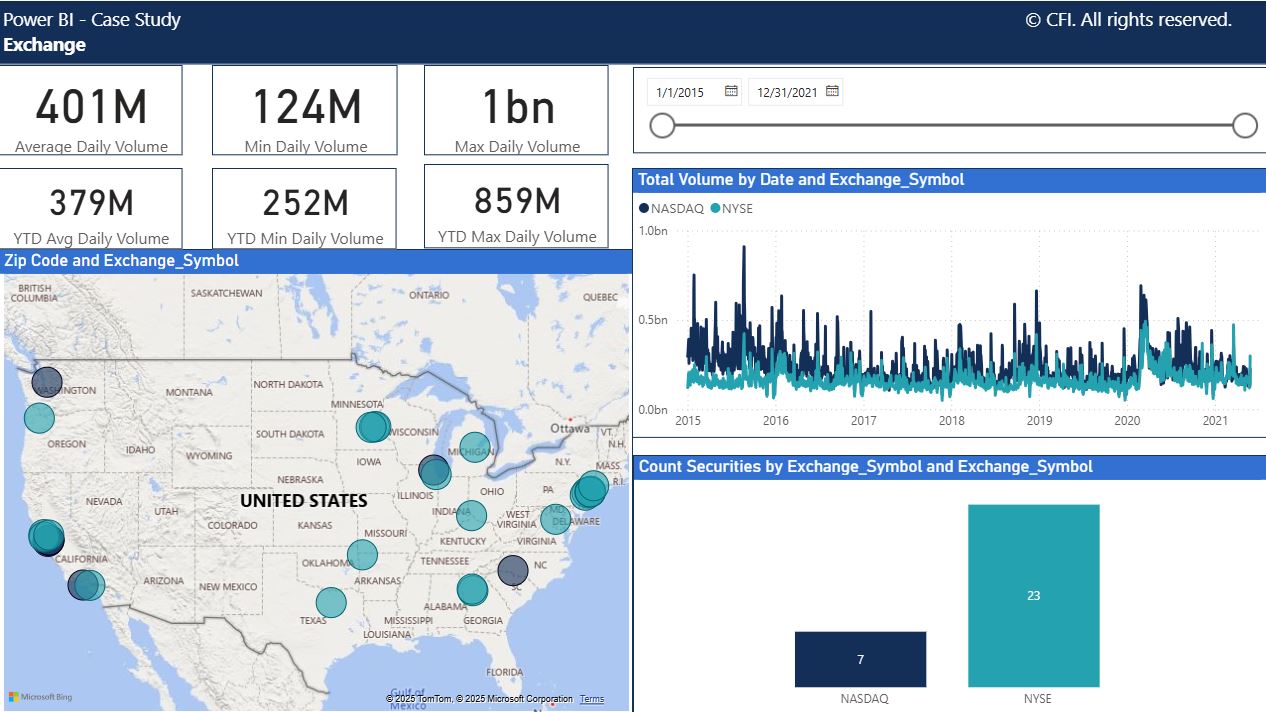 Power BI - Case Study
© CFI. All rights reserved.
Exchange
401M
Average Daily Volume
124M
Min Daily Volume
1bn
Max Daily Volume
1/1/2015
12/31/2021
379M
YTD Avg Daily Volume
252M
YTD Min Daily Volume
859M
YTD Max Daily Volume
Total Volume by Date and Exchange_Symbol
NASDAQ NYSE
1.0bn
0.5bn
0.0bn
2015 2016 2017 2018 2019 2020 2021
Zip Code and Exchange_Symbol
BRITISH
COLUMBIA
SASKATCHEWAN
ONTARIO
QUEBEC
WASHINGTON
MONTANA
NORTH DAKOTA
MINNESOTA
Ottawa
OREGON
IDAHO
WYOMING
SOUTH DAKOTA
WISCONSIN
MICHIGAN
VT.
N.H.
N.Y.
MASS.
R.I.
IOWA
NEBRASKA
NEVADA
UTAH
COLORADO
UNITED STATES
KANSAS
ILLINOIS
INDIANA
OHIO
PA
MD.
DELAWARE
WEST
VIRGINIA
MISSOURI
KENTUCKY
VIRGINIA
CALIFORNIA
ARIZONA
NEW MEXICO
OKLAHOMA
ARKANSAS
TENNESSEE
NC
SC
TEXAS
LOUISIANA
MISSISSIPPI
ALABAMA
GEORGIA
FLORIDA
Gulf of
Mexico
Microsoft Bing
© 2025 TomTom, © 2025 Microsoft Corporation Terms
Count Securities by Exchange_Symbol and Exchange_Symbol
7
23
NASDAQ
NYSE